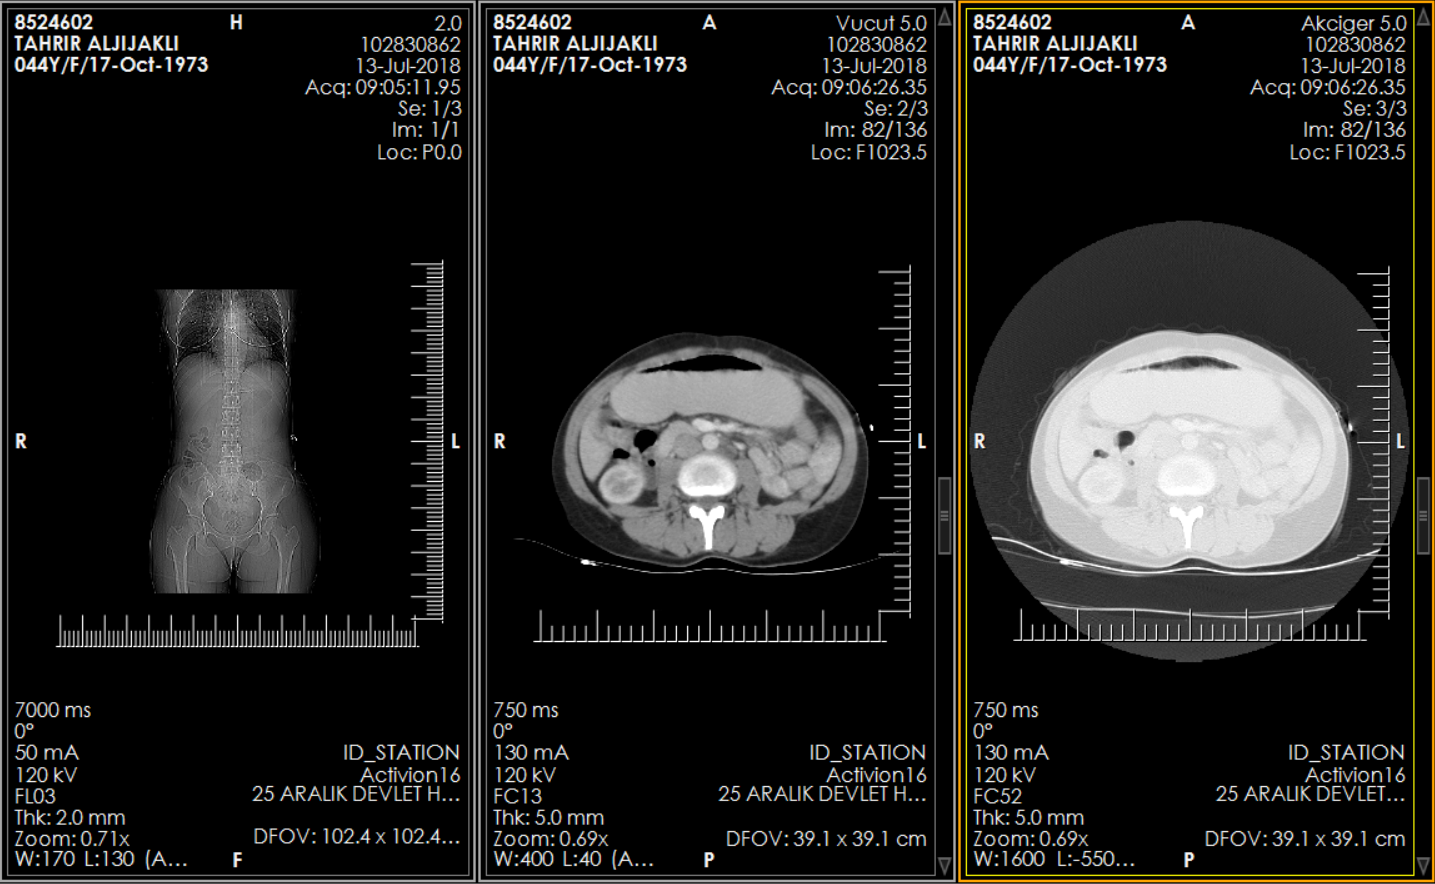 8524602 H 2.0
TAHRIR ALJIJAKLI 102830862
044Y/F/17-Oct-1973 13-Jul-2018
Acq: 09:05:11.95
Se: 1/3
Im: 1/1
Loc: P0.0
R L
7000 ms
0°
50 mA ID_STATION
120 kV Activion16
FL03 25 ARALIK DEVLET H...
Thk: 2.0 mm
Zoom: 0.71x DFOV: 102.4 x 102.4...
W:170 L:130 (A... F
8524602 A Vucut 5.0
TAHRIR ALJIJAKLI 102830862
044Y/F/17-Oct-1973 13-Jul-2018
Acq: 09:06:26.35
Se: 2/3
Im: 82/136
Loc: F1023.5
R L
750 ms
0°
130 mA ID_STATION
120 kV Activion16
FC13 25 ARALIK DEVLET H...
Thk: 5.0 mm
Zoom: 0.69x DFOV: 39.1 x 39.1 cm
W:400 L:40 (A... P
8524602 A Akciger 5.0
TAHRIR ALJIJAKLI 102830862
044Y/F/17-Oct-1973 13-Jul-2018
Acq: 09:06:26.35
Se: 3/3
Im: 82/136
Loc: F1023.5
R L
750 ms
0°
130 mA ID_STATION
120 kV Activion16
FC52 25 ARALIK DEVLET...
Thk: 5.0 mm
Zoom: 0.69x DFOV: 39.1 x 39.1 cm
W:1600 L:-550... P